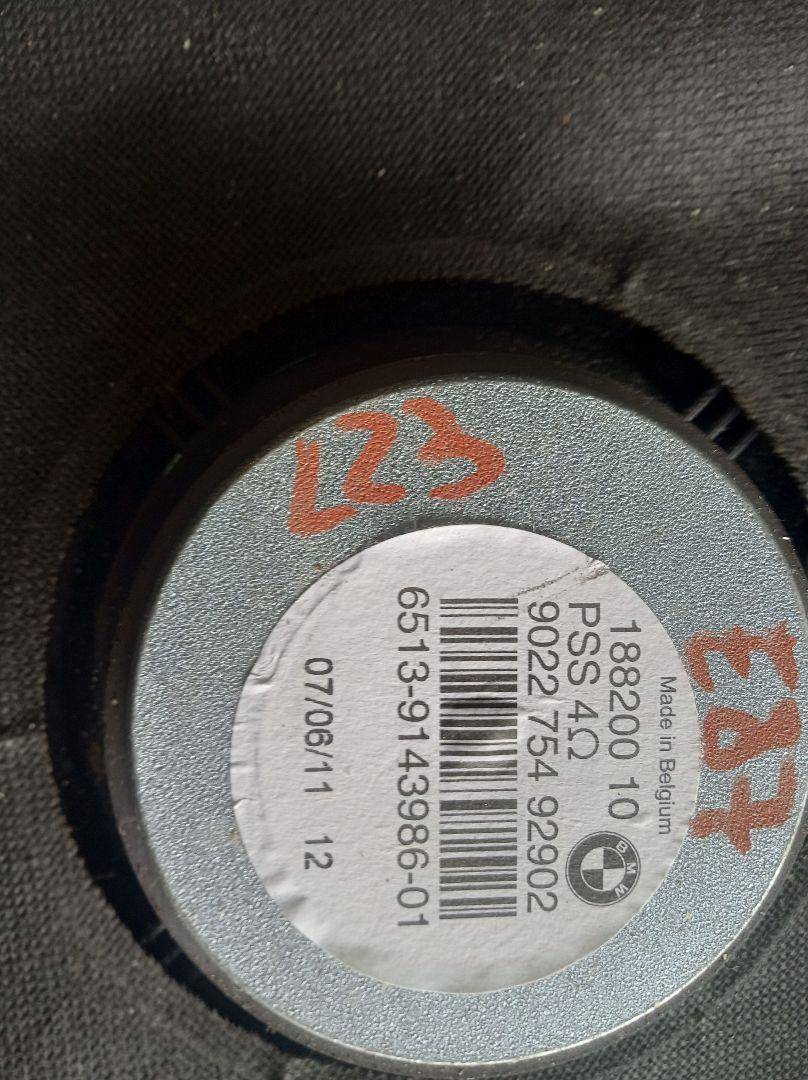 L23
E87
Made in Belgium
188200 10
BMW
PSS 4Ω
9022 754 92902
6513-9143986-01
07/06/11 12